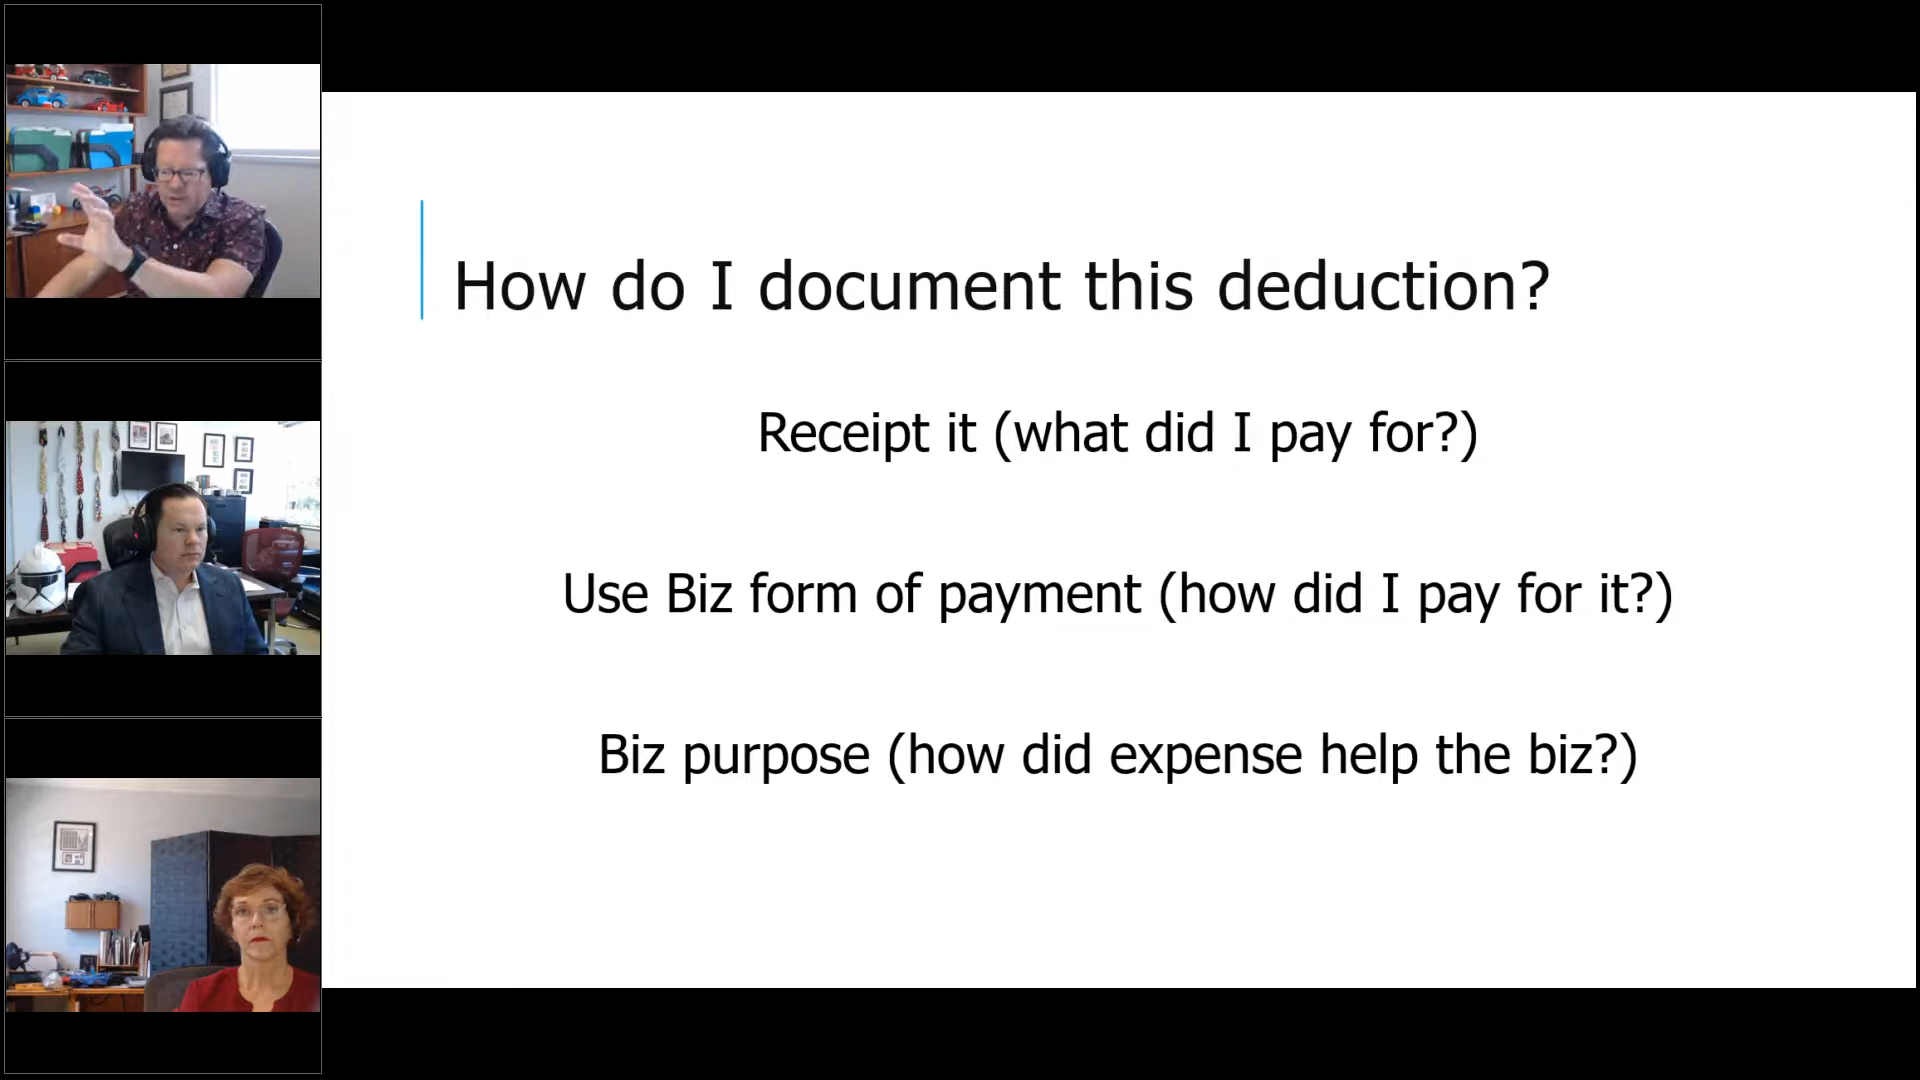 How do I document this deduction?
Receipt it (what did I pay for?)
Use Biz form of payment (how did I pay for it?)
Biz purpose (how did expense help the biz?)